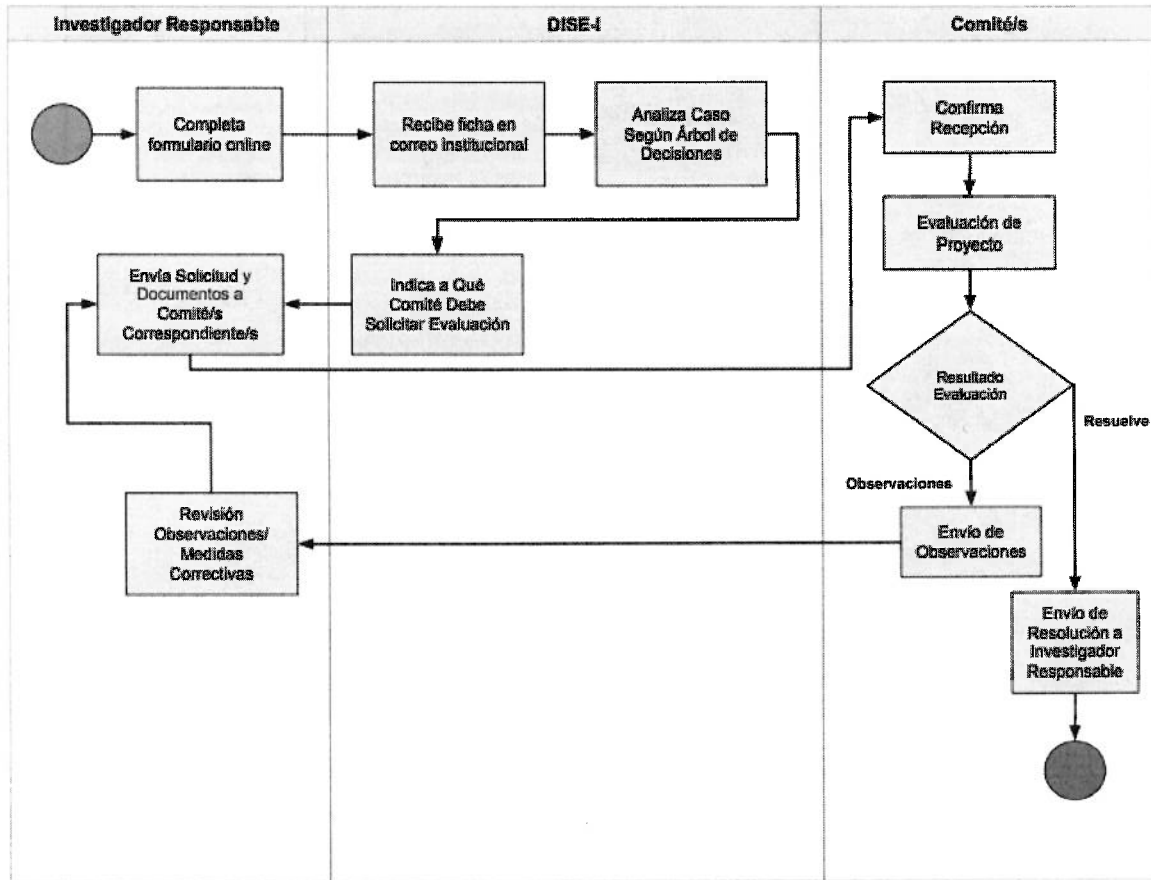 Investigador Responsable
DISE-I
Comité/s
Completa
formulario online
Recibe ficha en
correo institucional
Analiza Caso
Según Árbol de
Decisiones
Confirma
Recepción
Evaluación de
Proyecto
Envía Solicitud y
Documentos a
Comité/s
Correspondiente/s
Indica a Qué
Comité Debe
Solicitar Evaluación
Resultado
Evaluación
Resuelve
Observaciones
Revisión
Observaciones/
Medidas
Correctivas
Envío de
Observaciones
Envío de
Resolución a
Investigador
Responsable